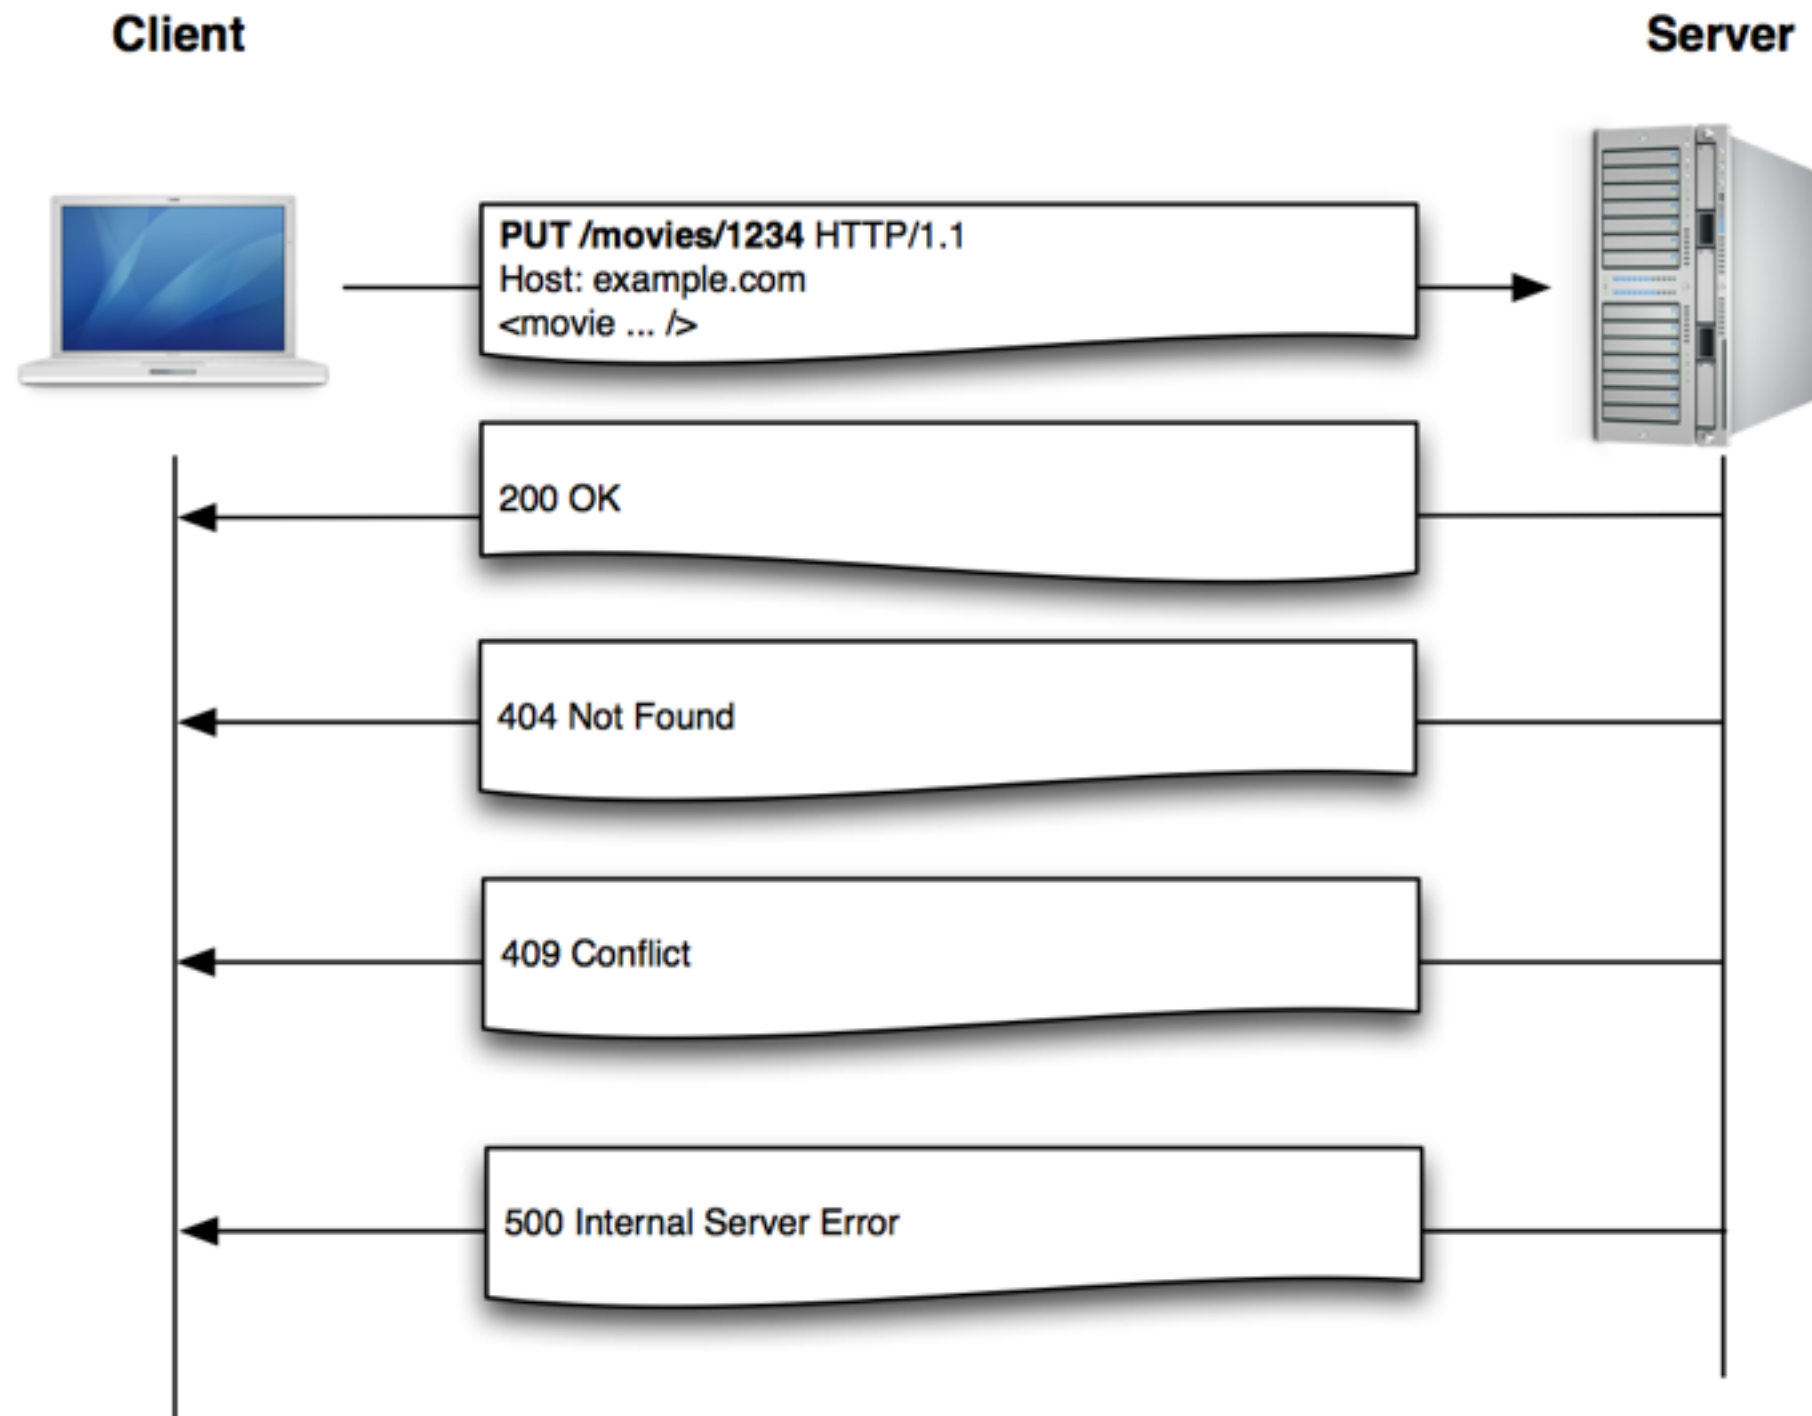 Client
Server
PUT /movies/1234 HTTP/1.1
Host: example.com
<movie ... />
200 OK
404 Not Found
409 Conflict
500 Internal Server Error